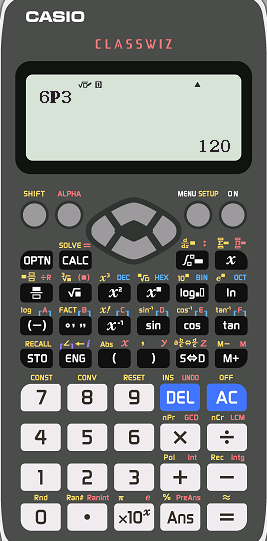 CASIO
CLASSWIZ
√▱ D ▲
6P3
120
SHIFT ALPHA MENU SETUP ON
SOLVE =
OPTN CALC x
÷R ∛ DEC HEX 10 BIN e OCT
√ x² x log ln
log A FACT B x! C sin⁻¹ D cos⁻¹ E tan⁻¹ F
(−) °’” x⁻¹ sin cos tan
RECALL ∠ ← i Abs x , y Z M− M
STO ENG ( ) S⇔D M+
CONST CONV RESET INS UNDO OFF
7 8 9 DEL AC
nPr GCD nCr LCM
4 5 6 × ÷
Pol Int Rec Intg
1 2 3 + −
Rnd Ran# RanInt π e % PreAns ≈
0 • ×10ˣ Ans =